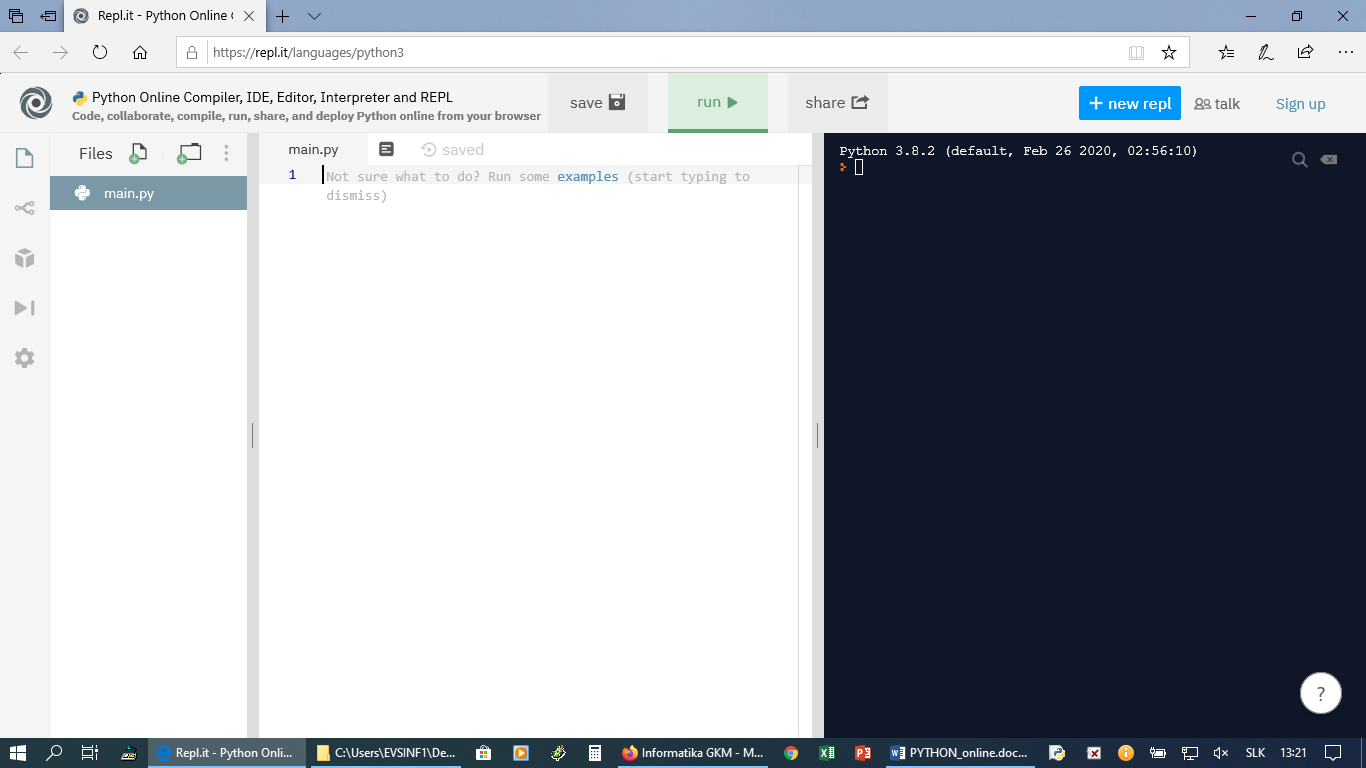 Repl.it - Python Online C
https://repl.it/languages/python3
Python Online Compiler, IDE, Editor, Interpreter and REPL
Code, collaborate, compile, run, share, and deploy Python online from your browser
save
run
share
+ new repl
talk
Sign up
Files
main.py
saved
main.py
1
Not sure what to do? Run some examples (start typing to
dismiss)
Python 3.8.2 (default, Feb 26 2020, 02:56:10)
?
Repl.it - Python Onli...
C:\Users\EVSINF1\De...
Informatika GKM - M...
PYTHON_online.doc...
SLK
13:21